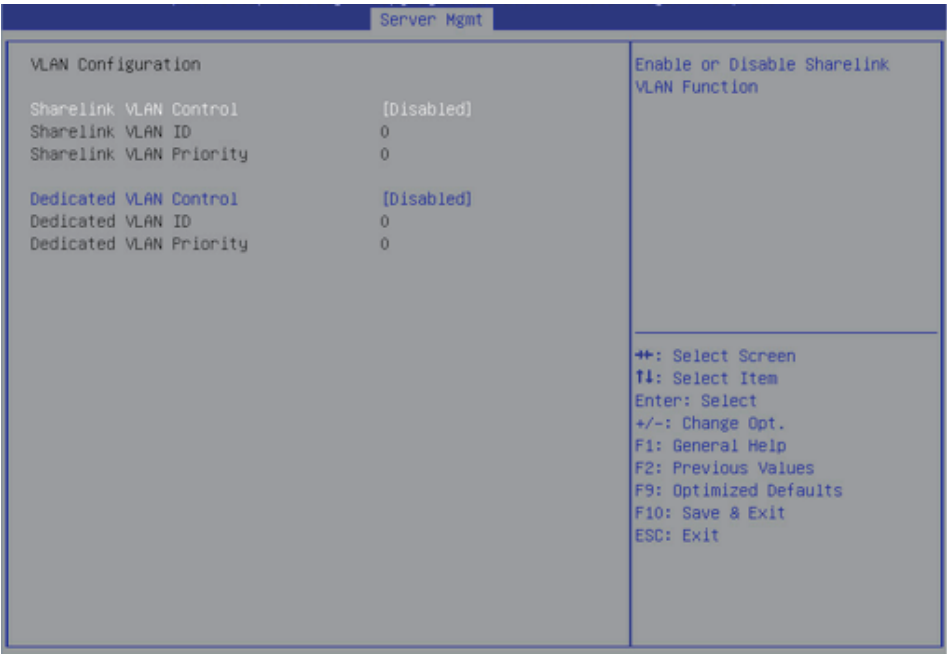 Server Mgmt
VLAN Configuration
Sharelink VLAN Control [Disabled]
Sharelink VLAN ID 0
Sharelink VLAN Priority 0
Dedicated VLAN Control [Disabled]
Dedicated VLAN ID 0
Dedicated VLAN Priority 0
Enable or Disable Sharelink
VLAN Function
→←: Select Screen
↑↓: Select Item
Enter: Select
+/-: Change Opt.
F1: General Help
F2: Previous Values
F9: Optimized Defaults
F10: Save & Exit
ESC: Exit